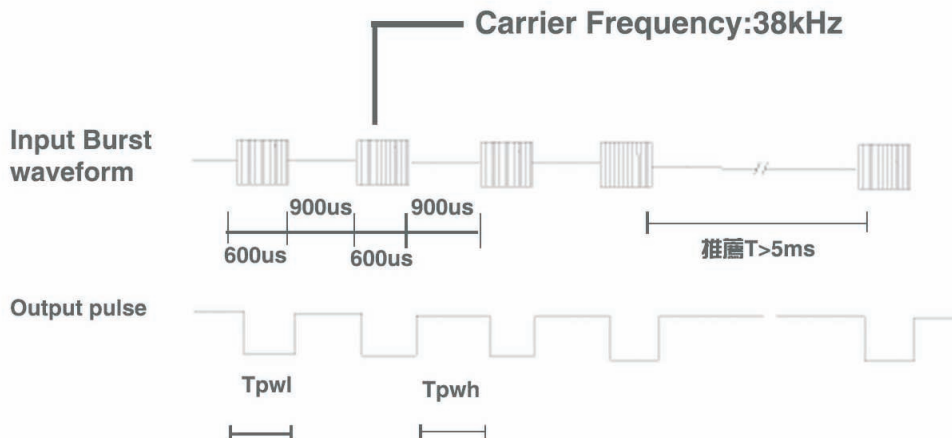 Carrier Frequency:38kHz
Input Burst
waveform
900us
900us
600us
600us
推薦T>5ms
Output pulse
Tpwl
Tpwh